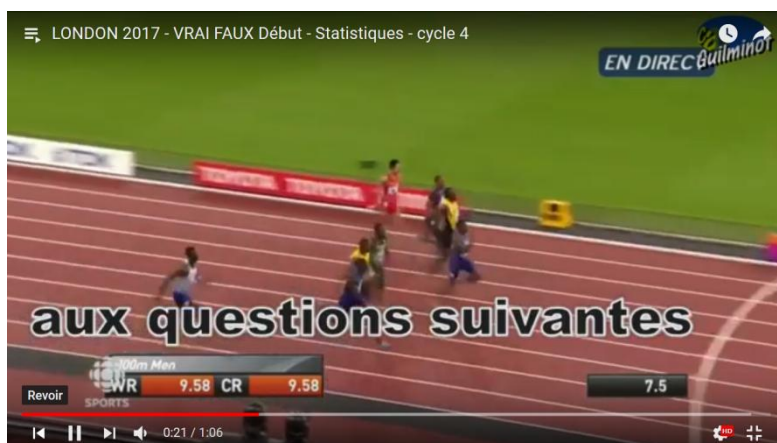 LONDON 2017 - VRAI FAUX Début - Statistiques - cycle 4
Guilminot
EN DIREC
aux questions suivantes
100m Men
WR 9.58 CR 9.58
7.5
SPORTS
Revoir
0:21 / 1:06
HD